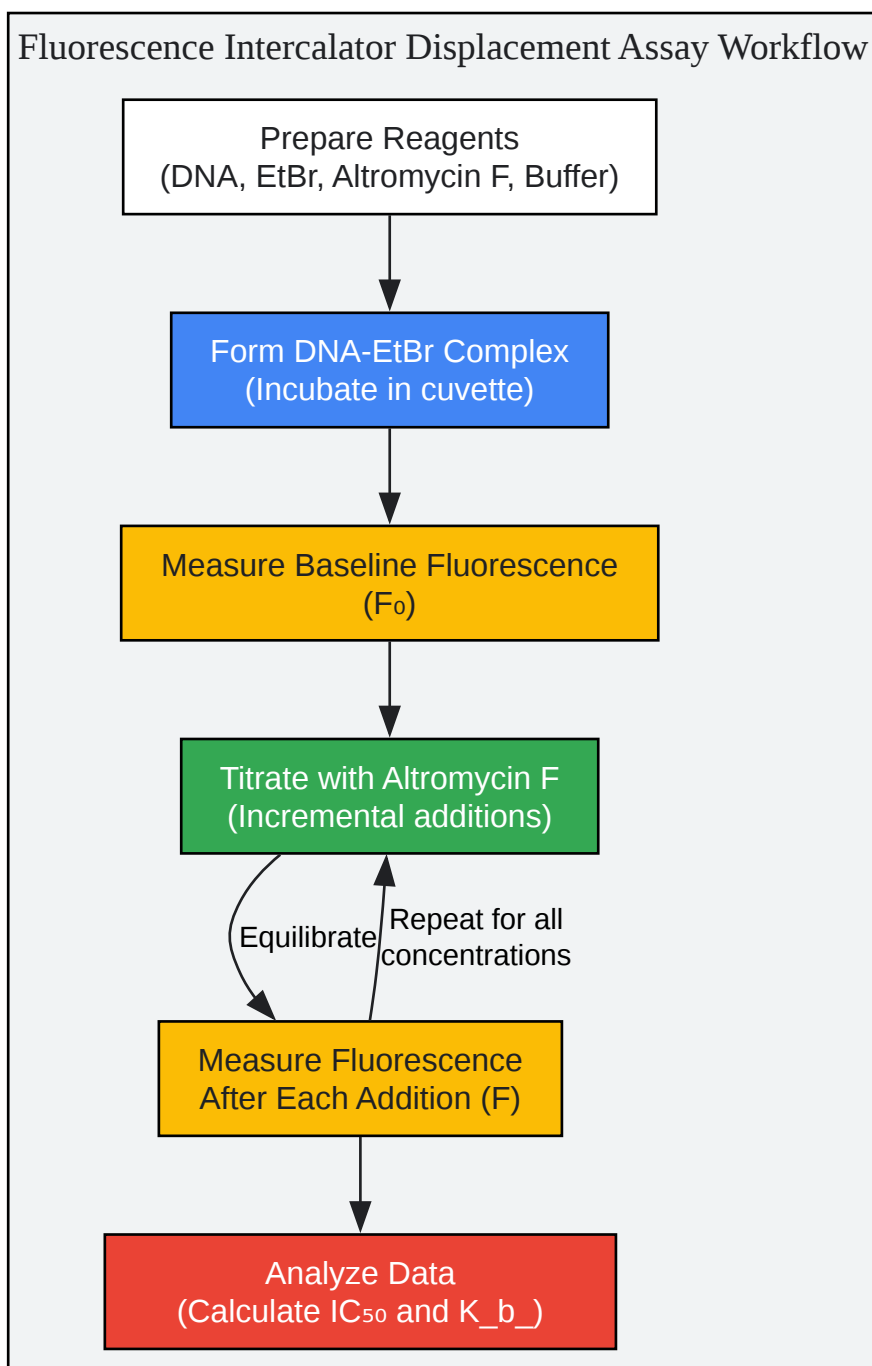 Fluorescence Intercalator Displacement Assay Workflow
Prepare Reagents
(DNA, EtBr, Altromycin F, Buffer)
Form DNA-EtBr Complex
(Incubate in cuvette)
Measure Baseline Fluorescence
(F₀)
Titrate with Altromycin F
(Incremental additions)
Equilibrate
Repeat for all
concentrations
Measure Fluorescence
After Each Addition (F)
Analyze Data
(Calculate IC₅₀ and K_b_)